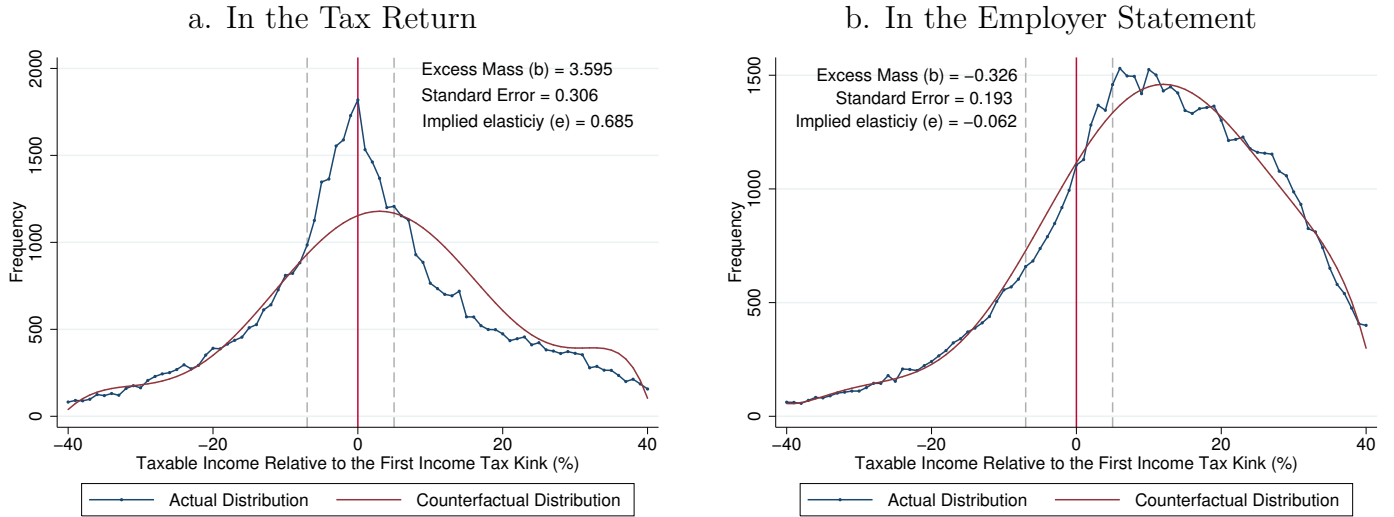 a. In the Tax Return
Excess Mass (b) = 3.595
Standard Error = 0.306
Implied elasticiy (e) = 0.685
Frequency
2000
1500
1000
500
0
−40
−20
0
20
40
Taxable Income Relative to the First Income Tax Kink (%)
Actual Distribution
Counterfactual Distribution
b. In the Employer Statement
Excess Mass (b) = −0.326
Standard Error = 0.193
Implied elasticiy (e) = −0.062
Frequency
1500
1000
500
0
−40
−20
0
20
40
Taxable Income Relative to the First Income Tax Kink (%)
Actual Distribution
Counterfactual Distribution